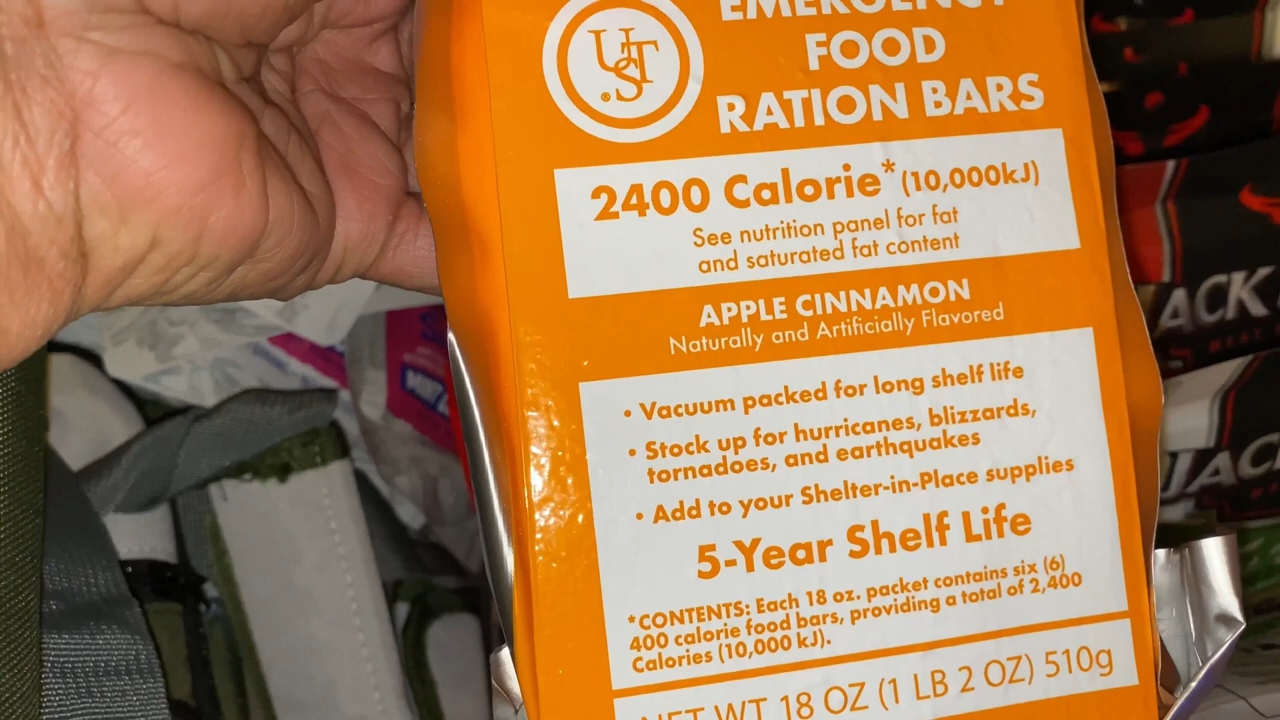 UST
®
EMERGENCY
FOOD
RATION BARS
2400 Calorie* (10,000kJ)
See nutrition panel for fat
and saturated fat content
APPLE CINNAMON
Naturally and Artificially Flavored
• Vacuum packed for long shelf life
• Stock up for hurricanes, blizzards,
tornadoes, and earthquakes
• Add to your Shelter-in-Place supplies
5-Year Shelf Life
*CONTENTS: Each 18 oz. packet contains six (6)
400 calorie food bars, providing a total of 2,400
Calories (10,000 kJ).
NET WT 18 OZ (1 LB 2 OZ) 510g
ACK
JACK